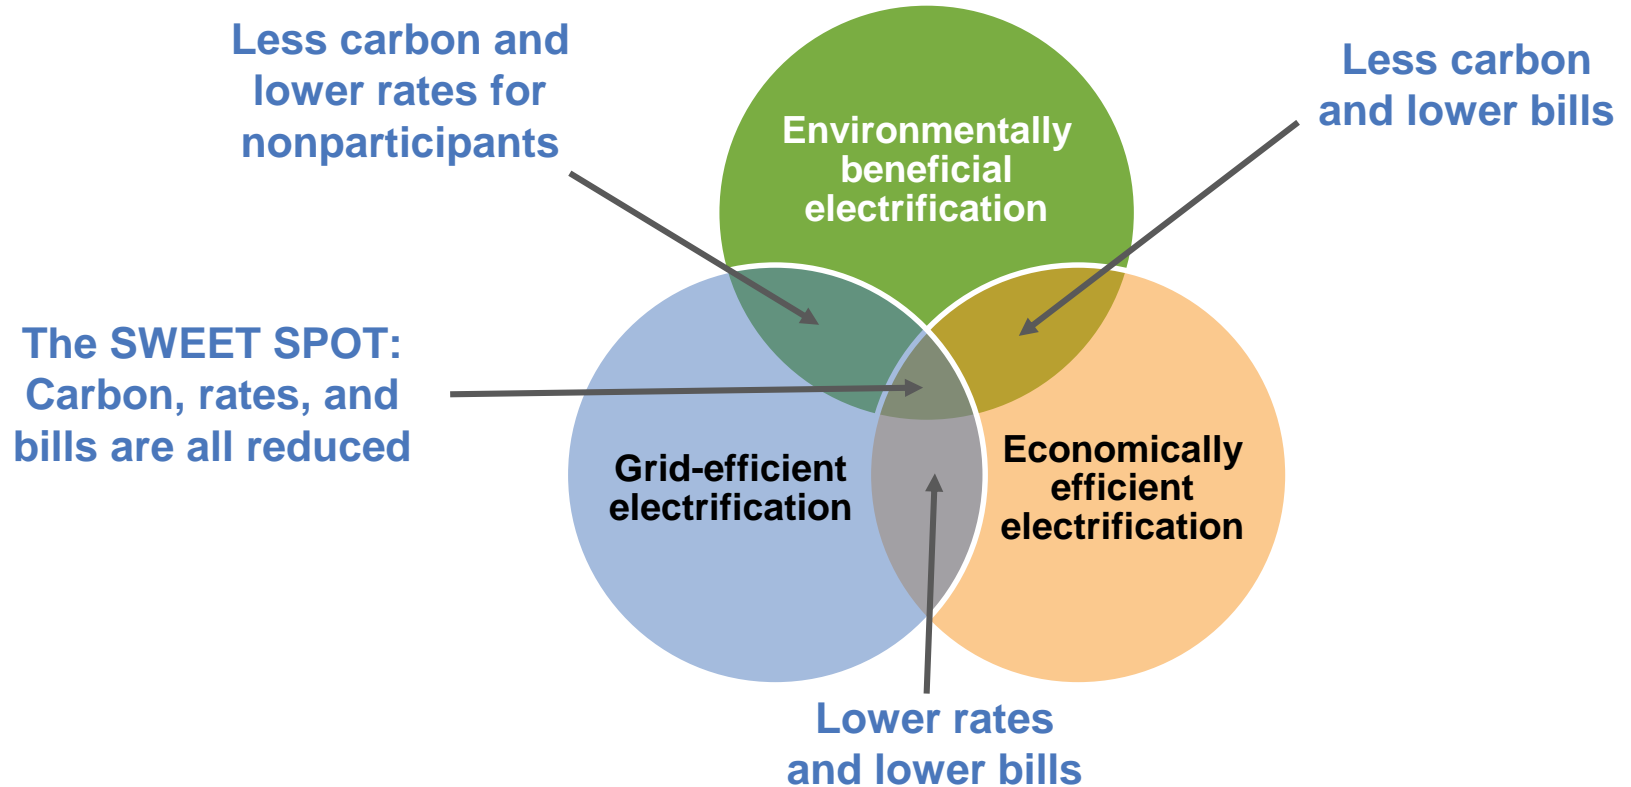 Less carbon and
lower rates for
nonparticipants
Less carbon
and lower bills
Environmentally
beneficial
electrification
The SWEET SPOT:
Carbon, rates, and
bills are all reduced
Grid-efficient
electrification
Economically
efficient
electrification
Lower rates
and lower bills